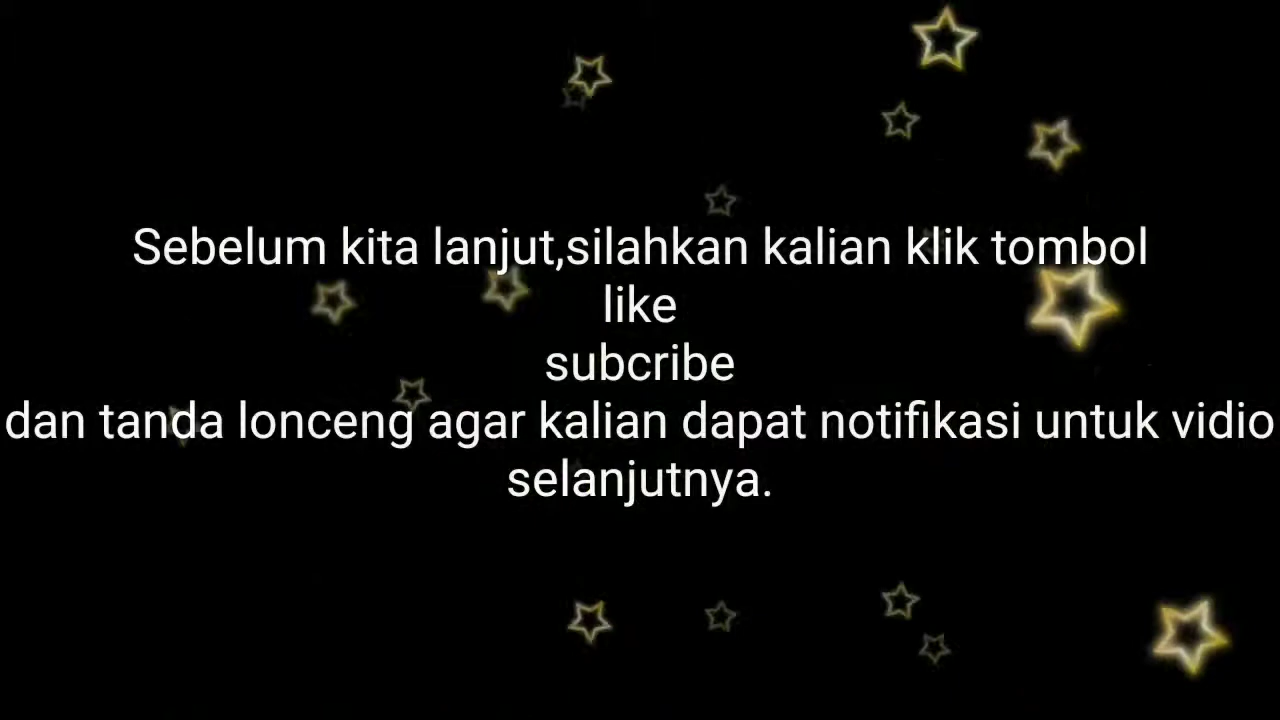 Sebelum kita lanjut,silahkan kalian klik tombol
like
subcribe
dan tanda lonceng agar kalian dapat notifikasi untuk vidio
selanjutnya.